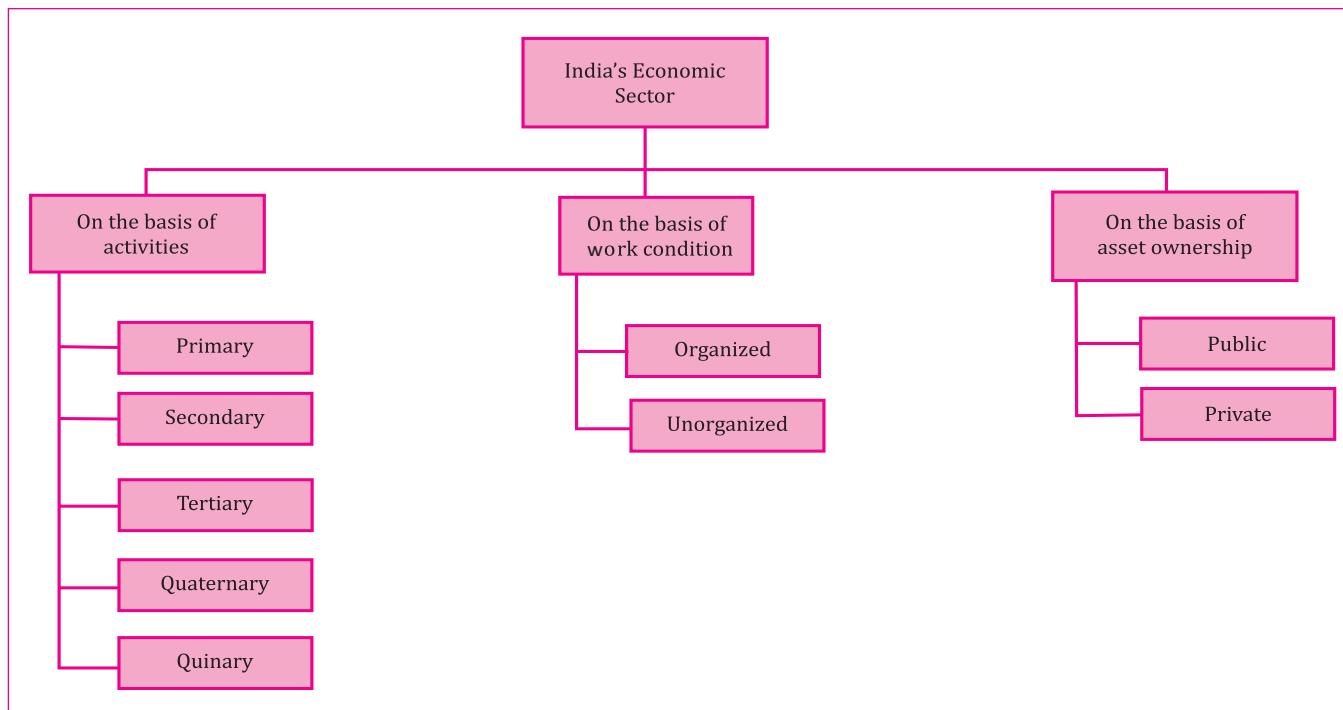 India’s Economic
Sector
On the basis of
activities
On the basis of
work condition
On the basis of
asset ownership
Primary
Secondary
Tertiary
Quaternary
Quinary
Organized
Unorganized
Public
Private